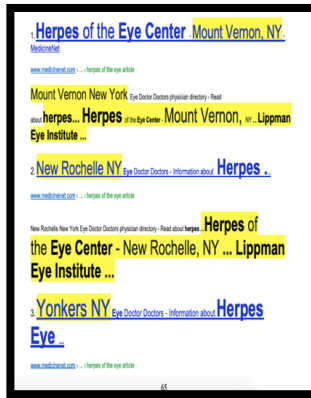 1. Herpes of the Eye Center - Mount Vernon, NY -
MedicineNet
www.medicinenet.com › ... › herpes of the eye article
Mount Vernon New York Eye Doctor Doctors physician directory - Read
about herpes... Herpes of the Eye Center - Mount Vernon, NY ... Lippman
Eye Institute ...
2. New Rochelle NY Eye Doctor Doctors - Information about Herpes ...
www.medicinenet.com › ... › herpes of the eye article
New Rochelle New York Eye Doctor Doctors physician directory - Read about herpes ... Herpes of
the Eye Center - New Rochelle, NY ... Lippman
Eye Institute ...
3. Yonkers NY Eye Doctor Doctors - Information about Herpes
Eye ...
www.medicinenet.com › ... › herpes of the eye article
65